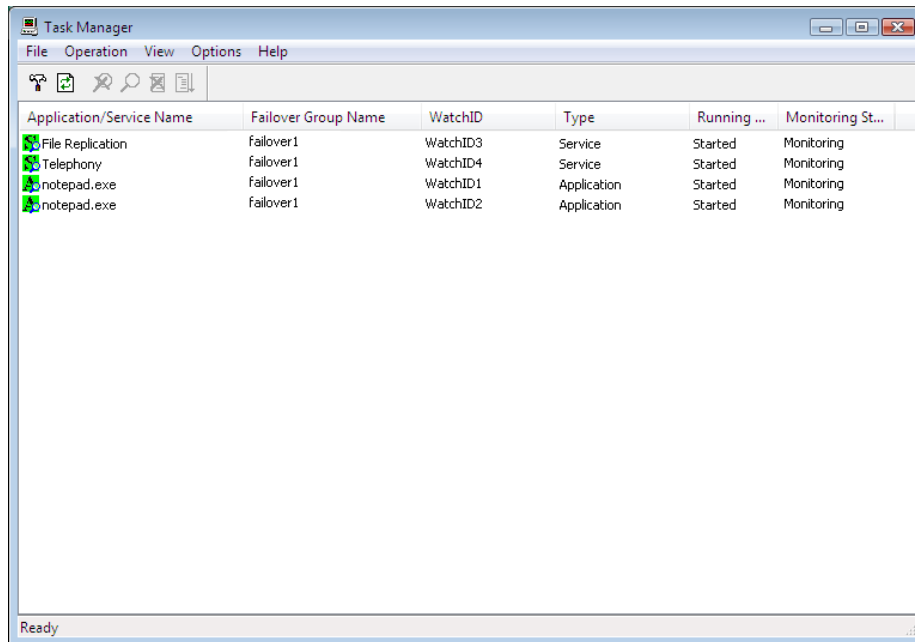 Task Manager
File Operation View Options Help
Application/Service Name Failover Group Name WatchID Type Running ... Monitoring St...
File Replication failover1 WatchID3 Service Started Monitoring
Telephony failover1 WatchID4 Service Started Monitoring
notepad.exe failover1 WatchID1 Application Started Monitoring
notepad.exe failover1 WatchID2 Application Started Monitoring
Ready